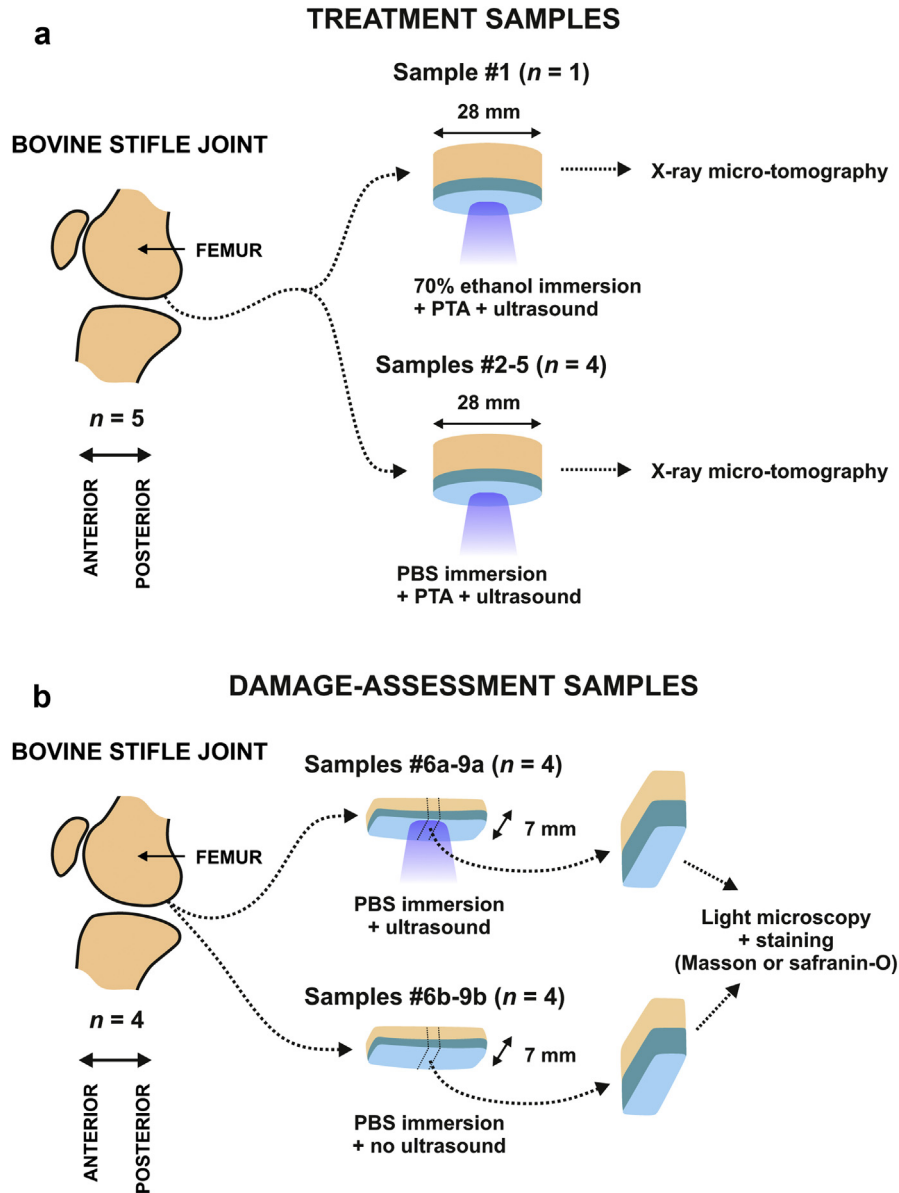 a
TREATMENT SAMPLES
BOVINE STIFLE JOINT
FEMUR
n = 5
ANTERIOR
POSTERIOR
Sample #1 (n = 1)
28 mm
X-ray micro-tomography
70% ethanol immersion
+ PTA + ultrasound
Samples #2-5 (n = 4)
28 mm
X-ray micro-tomography
PBS immersion
+ PTA + ultrasound
b
DAMAGE-ASSESSMENT SAMPLES
BOVINE STIFLE JOINT
FEMUR
n = 4
ANTERIOR
POSTERIOR
Samples #6a-9a (n = 4)
7 mm
PBS immersion
+ ultrasound
Samples #6b-9b (n = 4)
7 mm
PBS immersion
+ no ultrasound
Light microscopy
+ staining
(Masson or safranin-O)